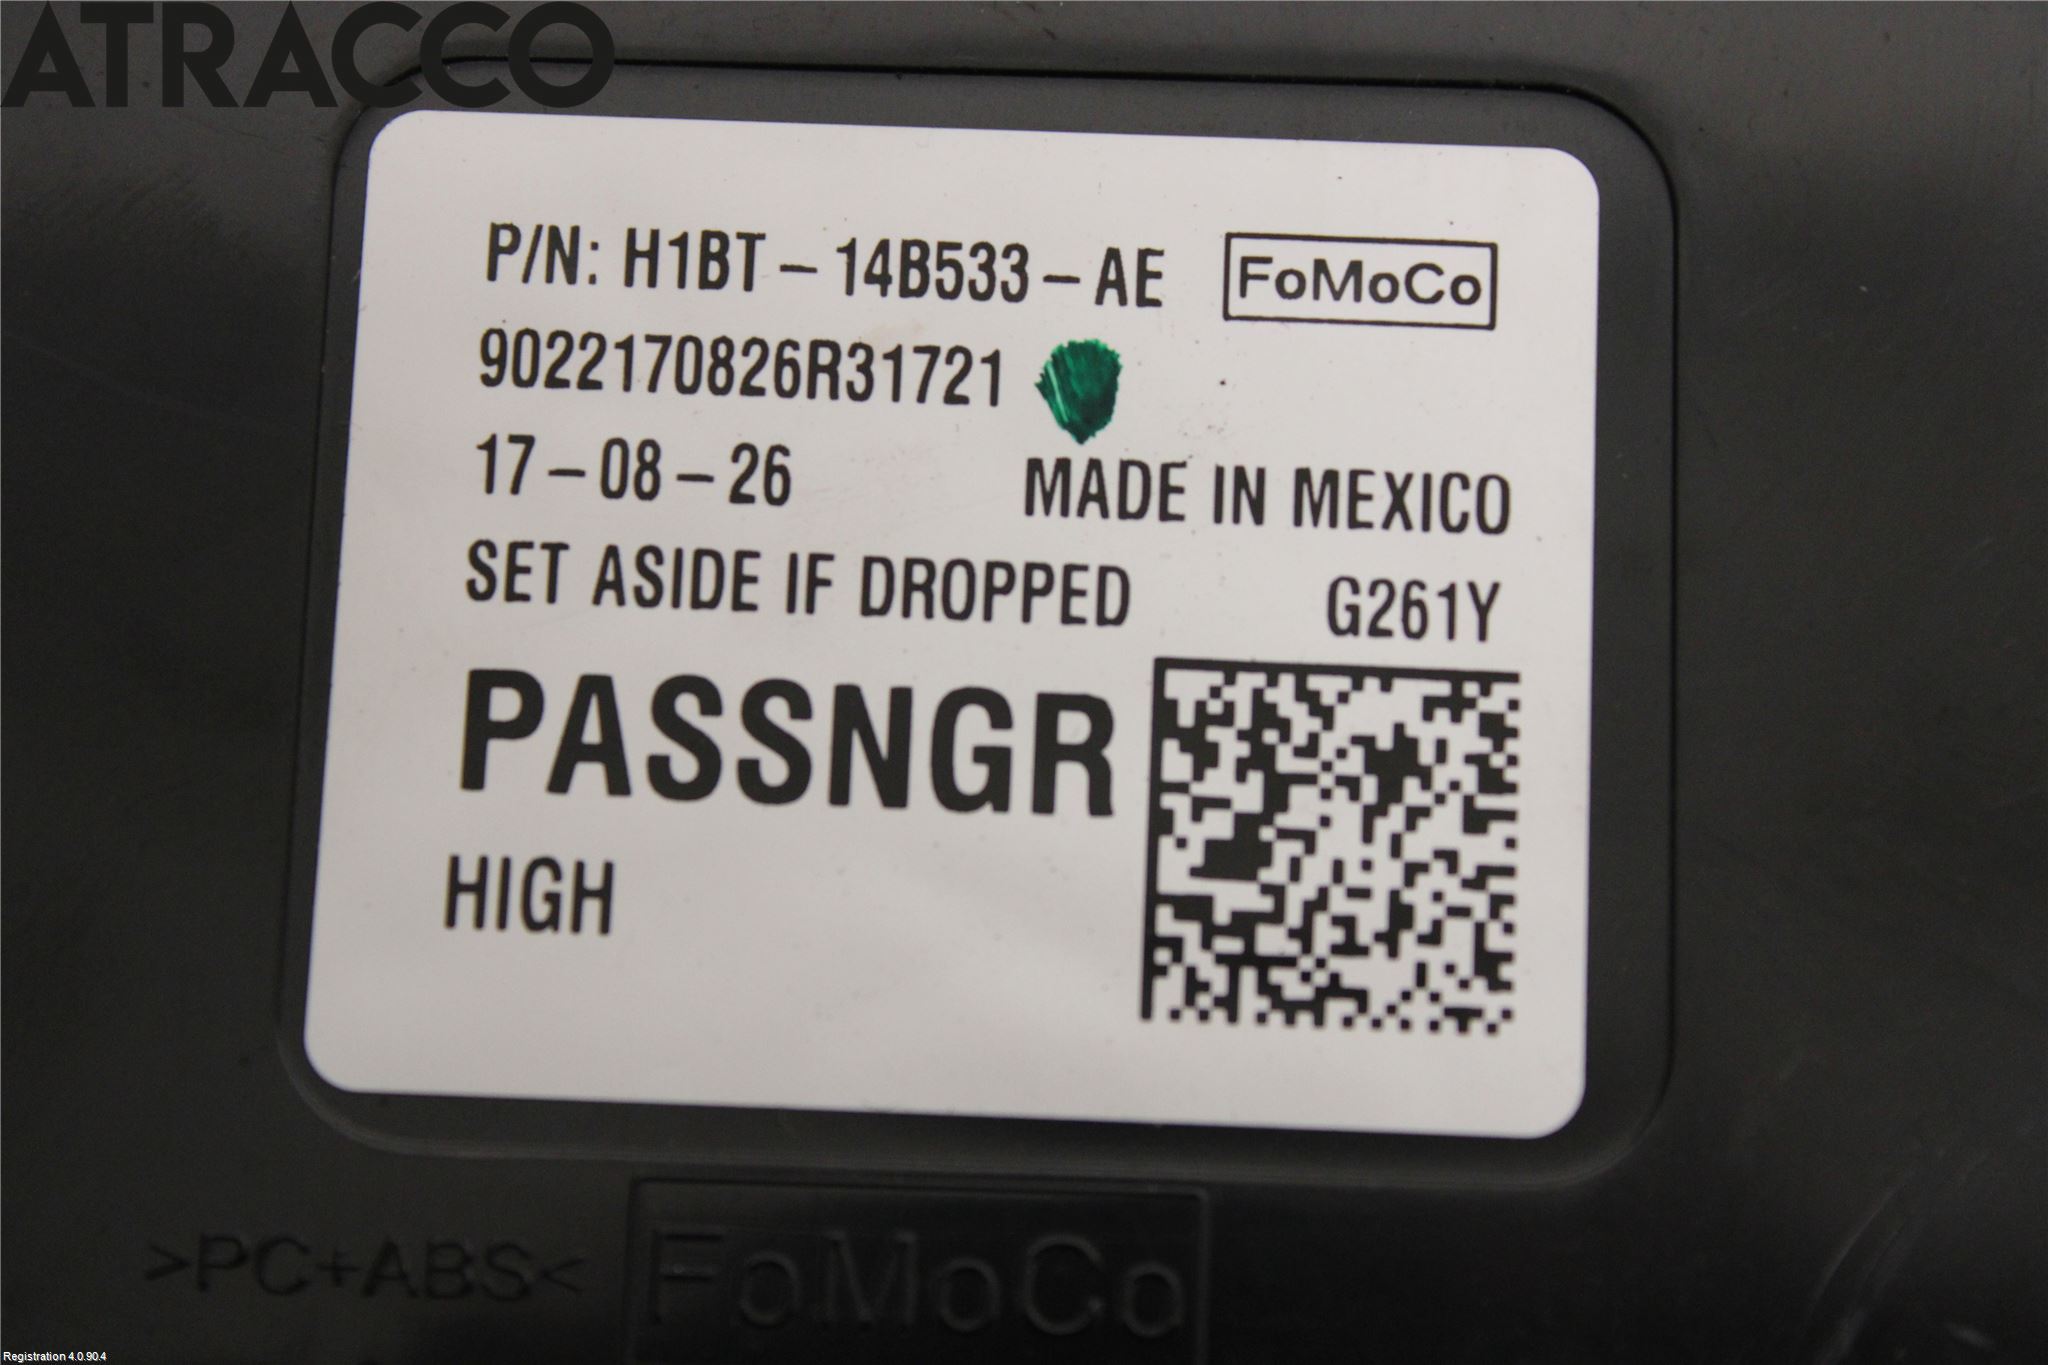 ATRACCO
P/N: H1BT – 14B533 – AE FoMoCo
9022170826R31721
17 – 08 – 26 MADE IN MEXICO
SET ASIDE IF DROPPED G261Y
PASSNGR
HIGH
>PC+ABS< FoMoCo
Registration 4.0.90.4